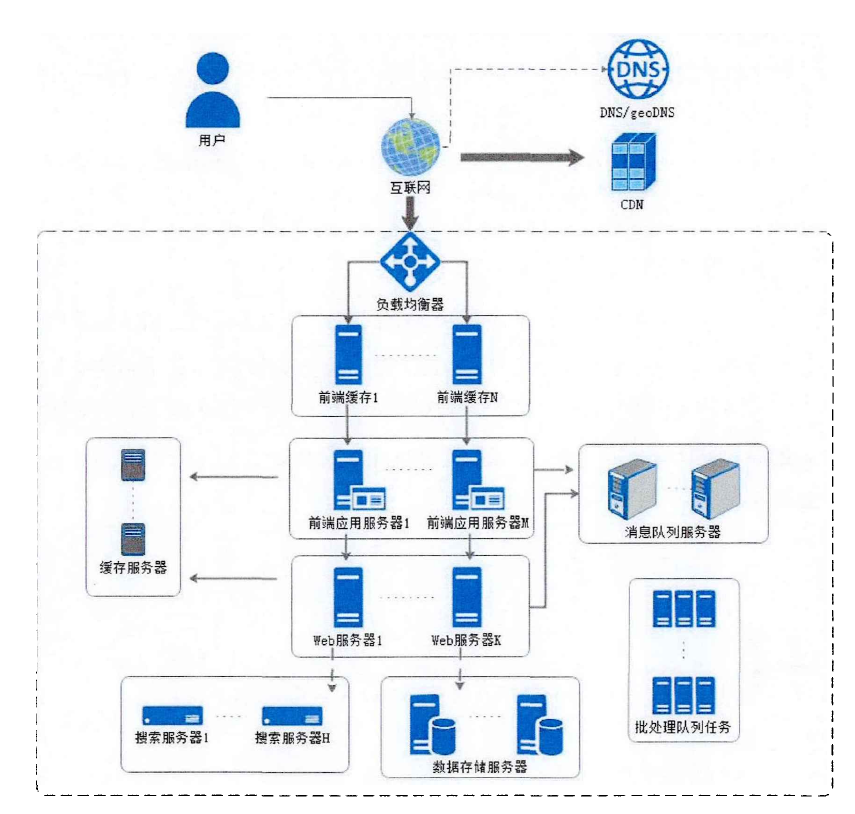 DNS
DNS/geoDNS
用户
互联网
CDN
负载均衡器
前端缓存1
前端缓存N
前端应用服务器1
前端应用服务器M
消息队列服务器
缓存服务器
Web服务器1
Web服务器K
搜索服务器1
搜索服务器H
数据存储服务器
批处理队列任务